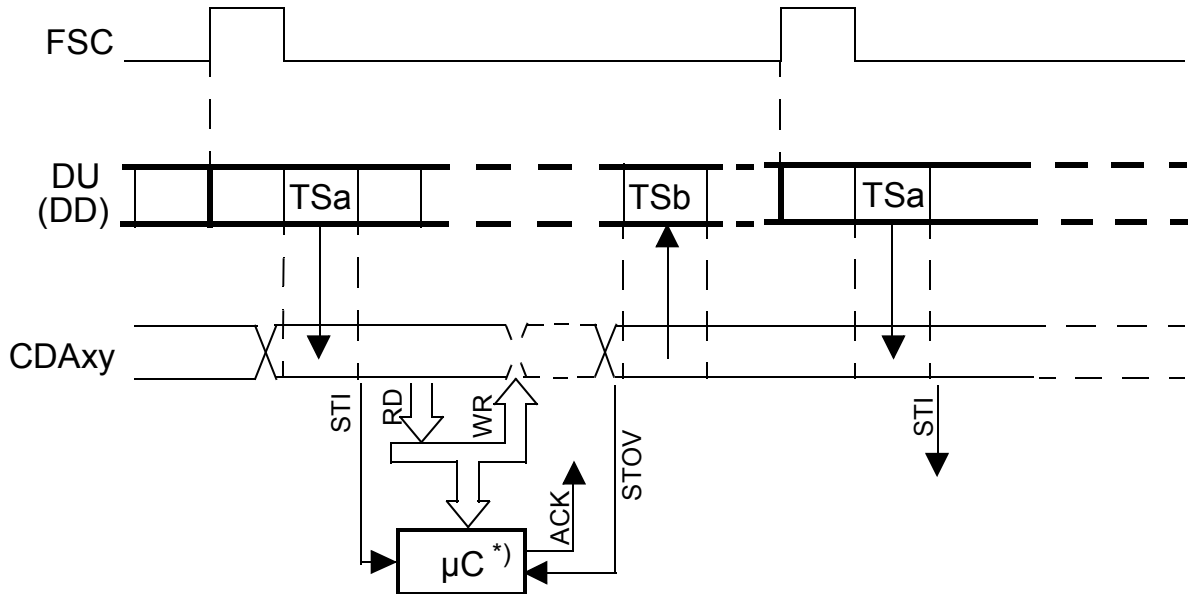 FSC
DU
(DD)
TSa
TSb
TSa
CDAxy
STI
RD
WR
ACK
STOV
STI
µC *)